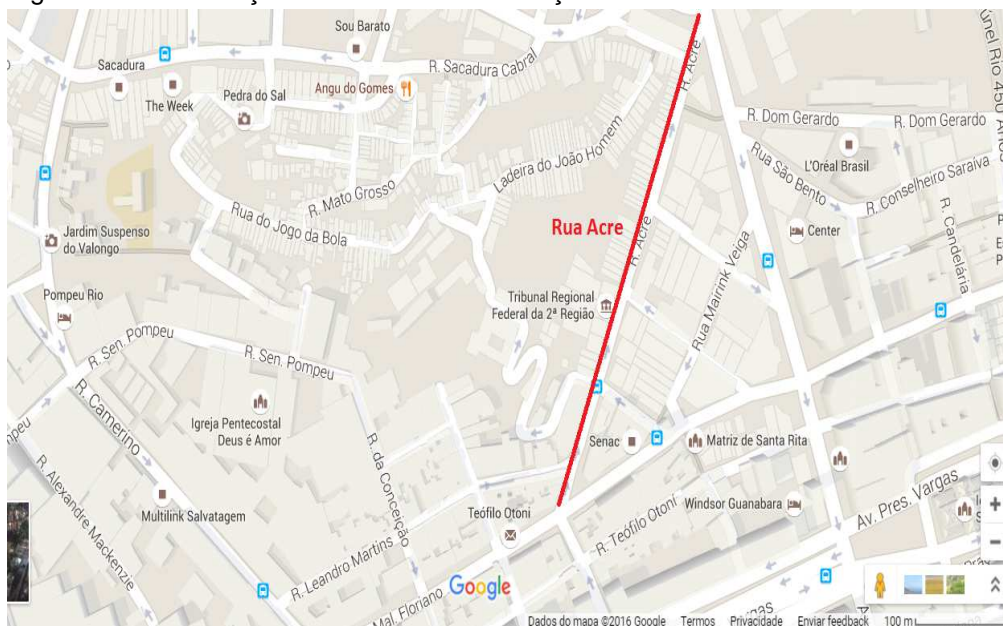 Sou Barato
Sacadura
R. Sacadura Cabral
The Week
Pedra do Sal
Angu do Gomes
R. Acre
R. Dom Gerardo
R. Dom Gerardo
L'Oréal Brasil
Rua São Bento
R. Conselheiro Saraiva
Ladeira do João Homem
R. Mato Grosso
Rua do Jogo da Bola
Rua Acre
R. Acre
Jardim Suspenso
do Valongo
Center
R. Candelária
Rua Mairink Veiga
Pompeu Rio
Tribunal Regional
Federal da 2ª Região
R. Sen. Pompeu
R. Sen. Pompeu
R. Camerino
Igreja Pentecostal
Deus é Amor
R. da Conceição
Senac
Matriz de Santa Rita
R. Alexandre Mackenzie
Multilink Salvatagem
Teófilo Otoni
R. Teófilo Otoni
Windsor Guanabara
Av. Pres. Vargas
R. Leandro Martins
Mal. Floriano
Google
Vargas
Dados do mapa ©2016 Google
Termos
Privacidade
Enviar feedback
100 m